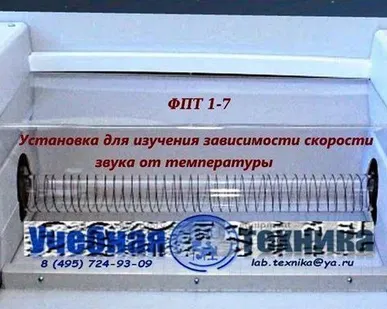 ФПТ 1-7
Установка для изучения зависимости скорости
звука от температуры
Учебная Техника
8 (495) 724-93-09 lab.texnika@ya.ru